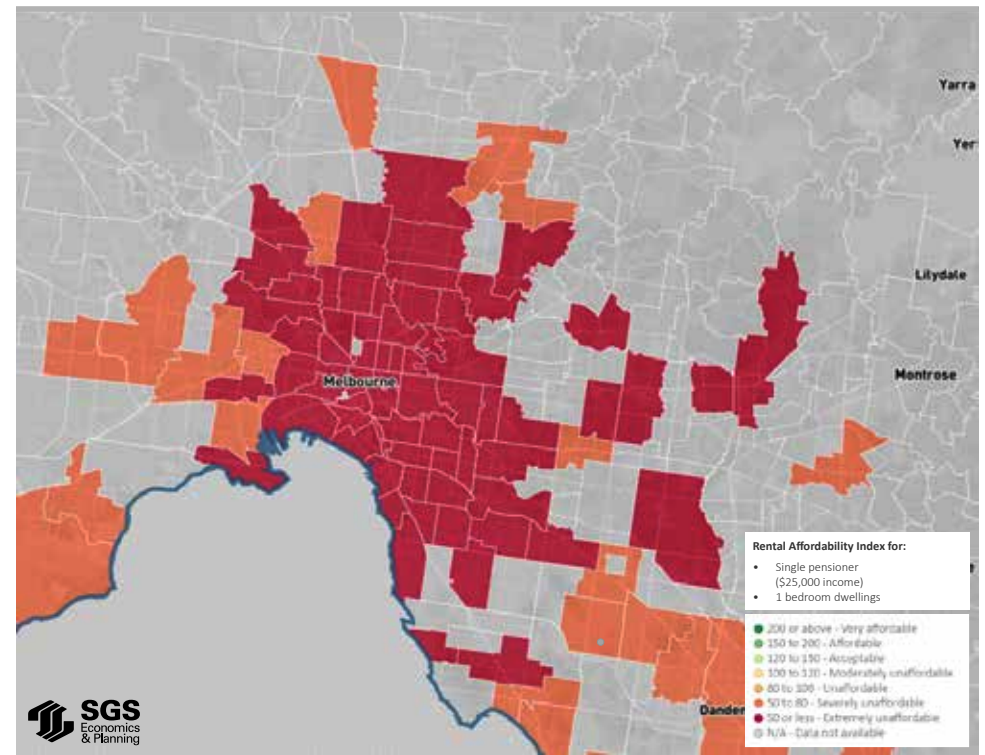 Yarra
Yer
Lilydale
Montrose
Melbourne
Rental Affordability Index for:
• Single pensioner
($25,000 income)
• 1 bedroom dwellings
200 or above - Very affordable
150 to 200 - Affordable
120 to 150 - Acceptable
100 to 120 - Moderately unaffordable
80 to 100 - Unaffordable
50 to 80 - Severely unaffordable
50 or less - Extremely unaffordable
N/A - Data not available
Danden
SGS
Economics
& Planning